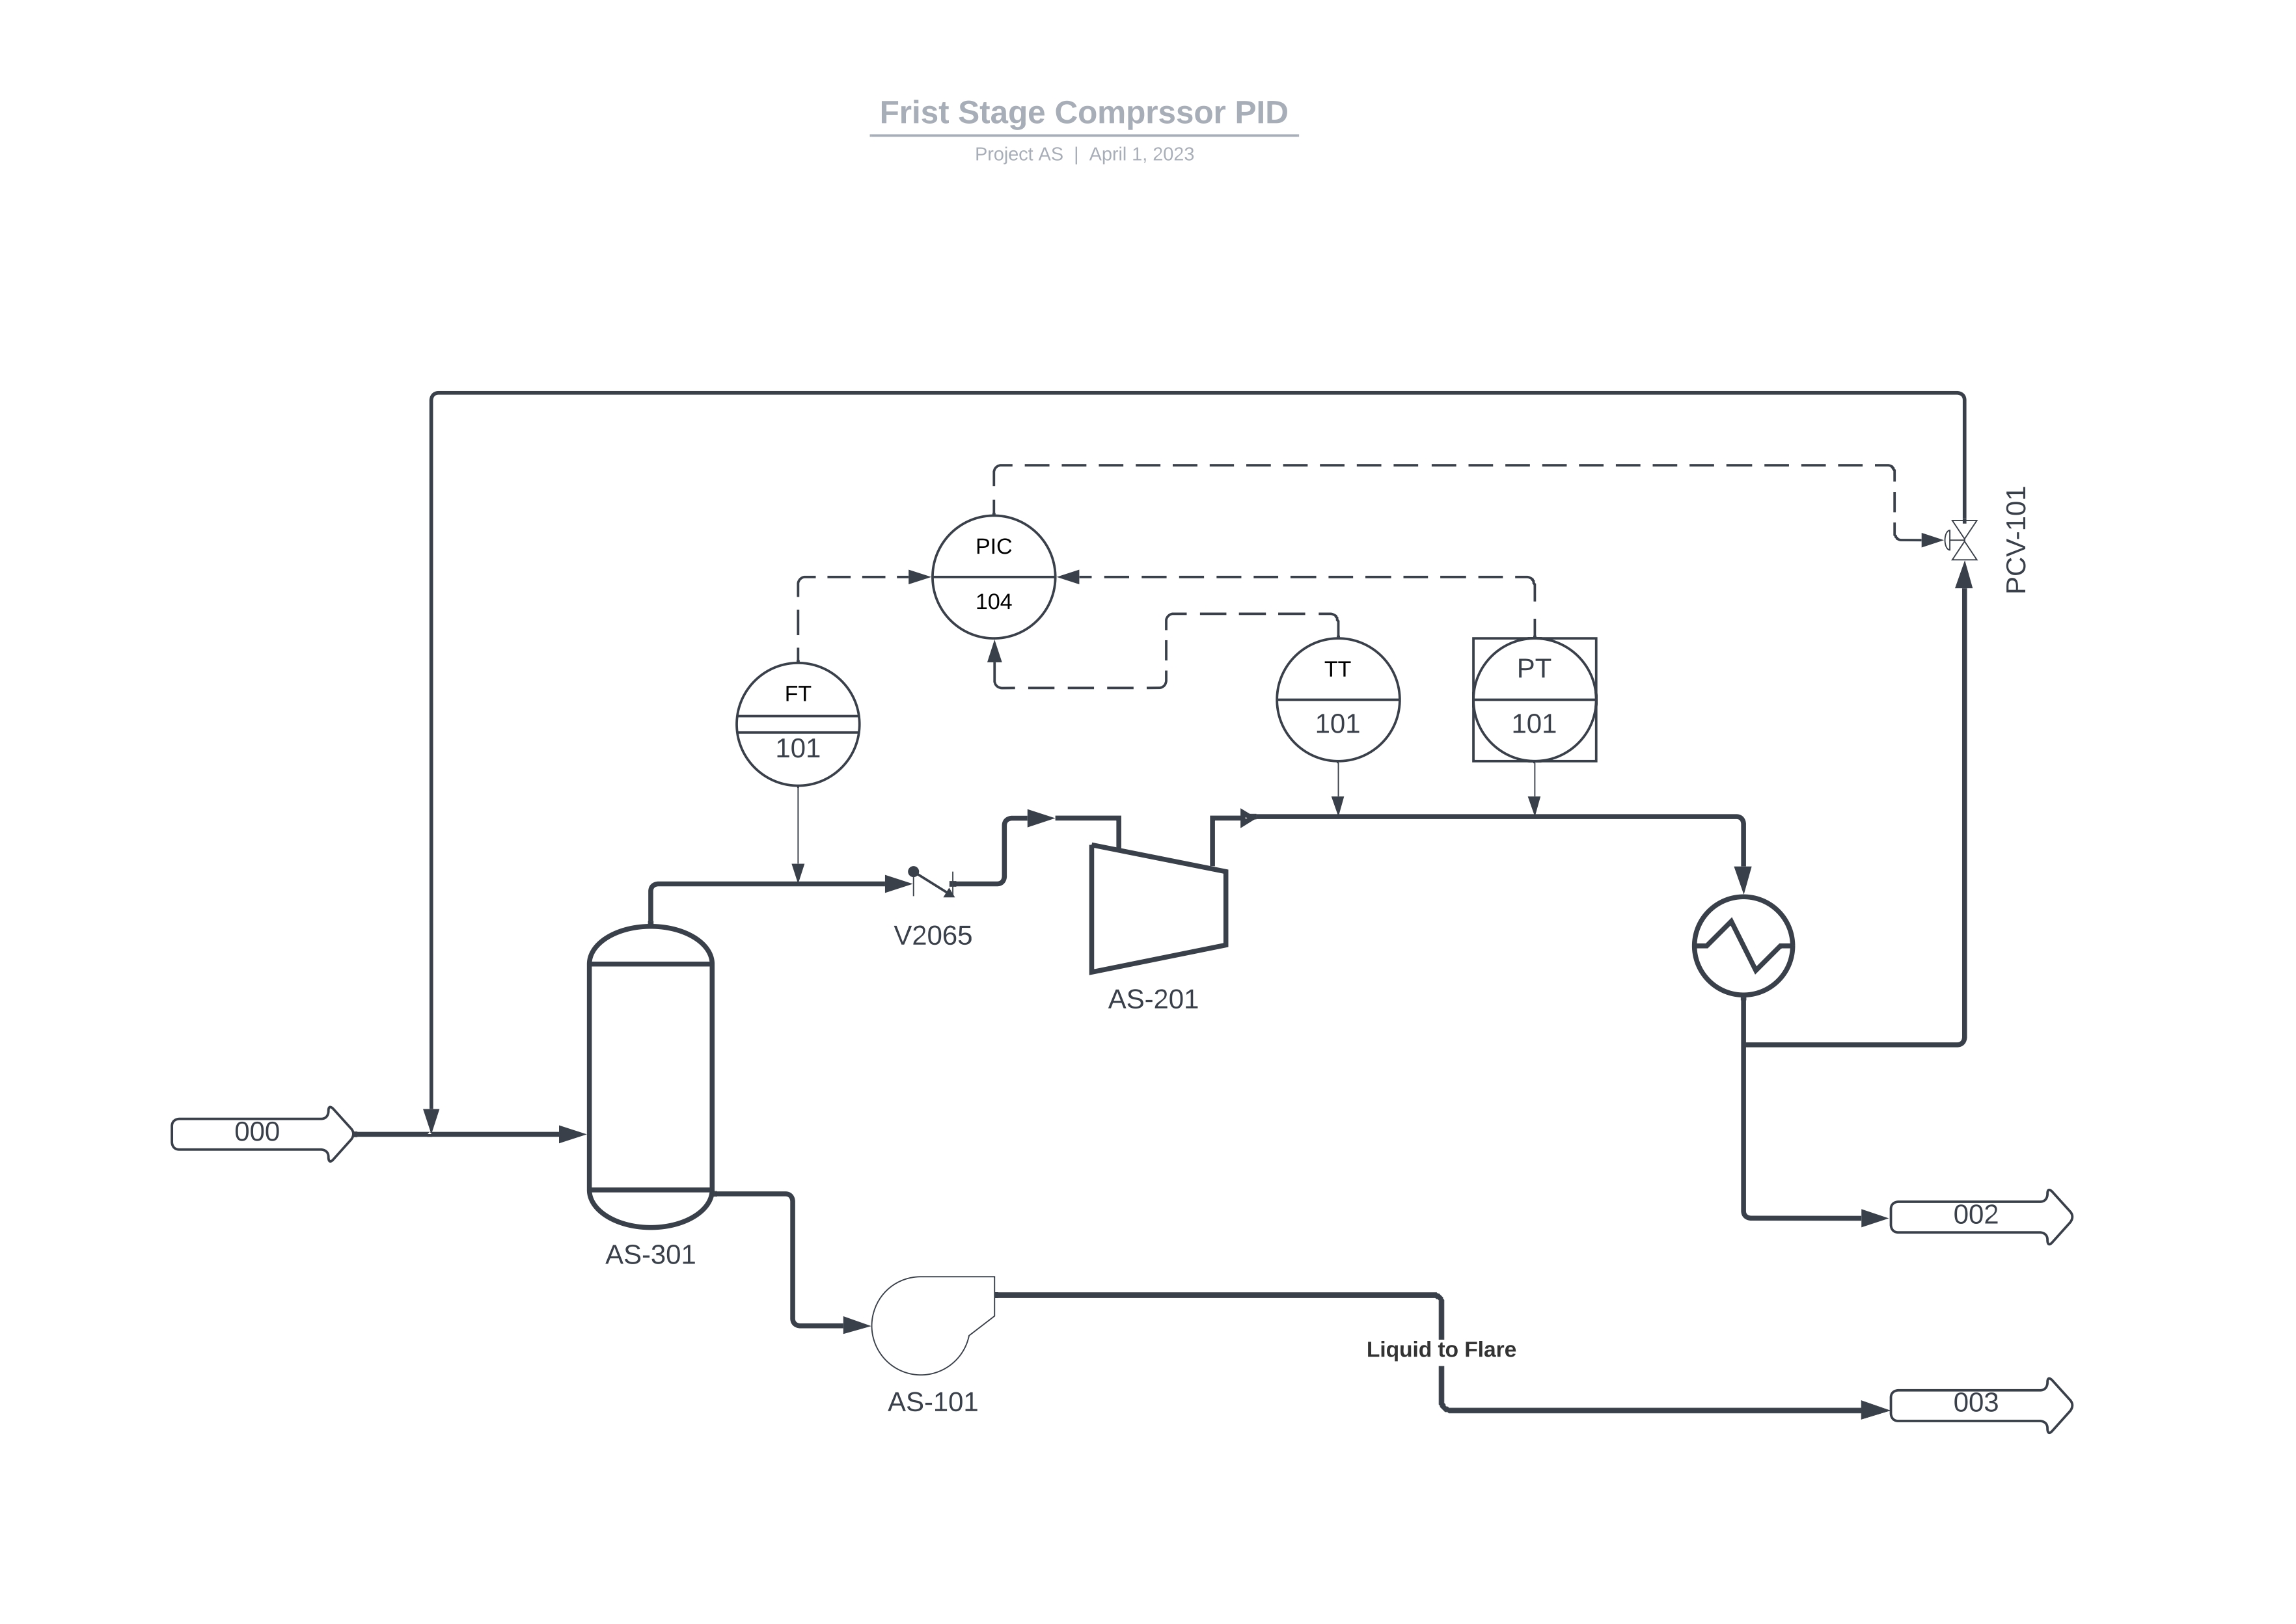 Frist Stage Comprssor PID
Project AS | April 1, 2023
PCV-101
PIC
104
FT
101
TT
101
PT
101
V2065
AS-201
000
002
AS-301
Liquid to Flare
AS-101
003